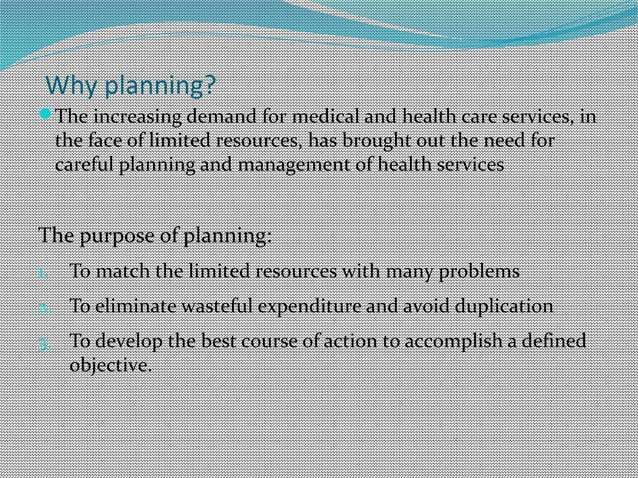 Why planning?
The increasing demand for medical and health care services, in
the face of limited resources, has brought out the need for
careful planning and management of health services
The purpose of planning:
1. To match the limited resources with many problems
2. To eliminate wasteful expenditure and avoid duplication
3. To develop the best course of action to accomplish a defined
objective.